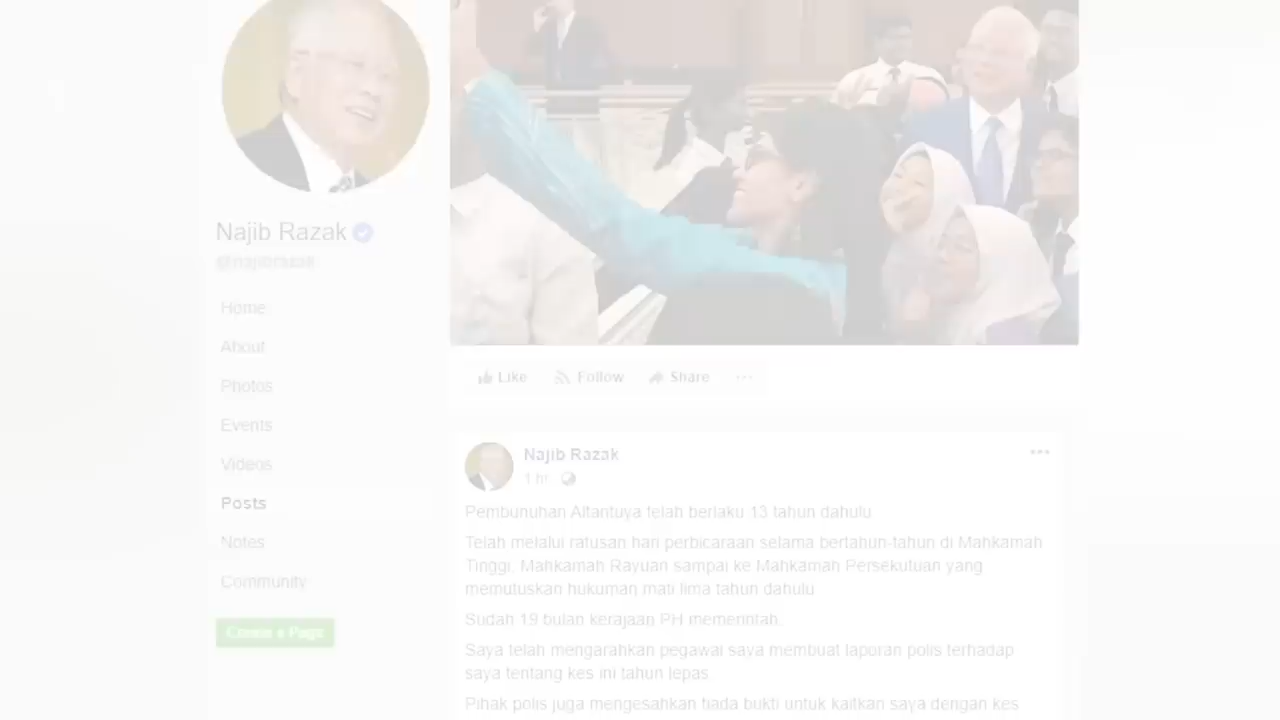 Najib Razak
@najibrazak
Home
About
Photos
Events
Videos
Posts
Notes
Community
Create a Page
Like Follow Share
Najib Razak
1 hr
Pembunuhan Altantuya telah berlaku 13 tahun dahulu
Telah melalui ratusan hari perbicaraan selama bertahun-tahun di Mahkamah
Tinggi, Mahkamah Rayuan sampai ke Mahkamah Persekutuan yang
memutuskan hukuman mati lima tahun dahulu
Sudah 19 bulan kerajaan PH memerintah.
Saya telah mengarahkan pegawai saya membuat laporan polis terhadap
saya tentang kes ini tahun lepas
Pihak polis juga mengesahkan tiada bukti untuk kaitkan saya dengan kes